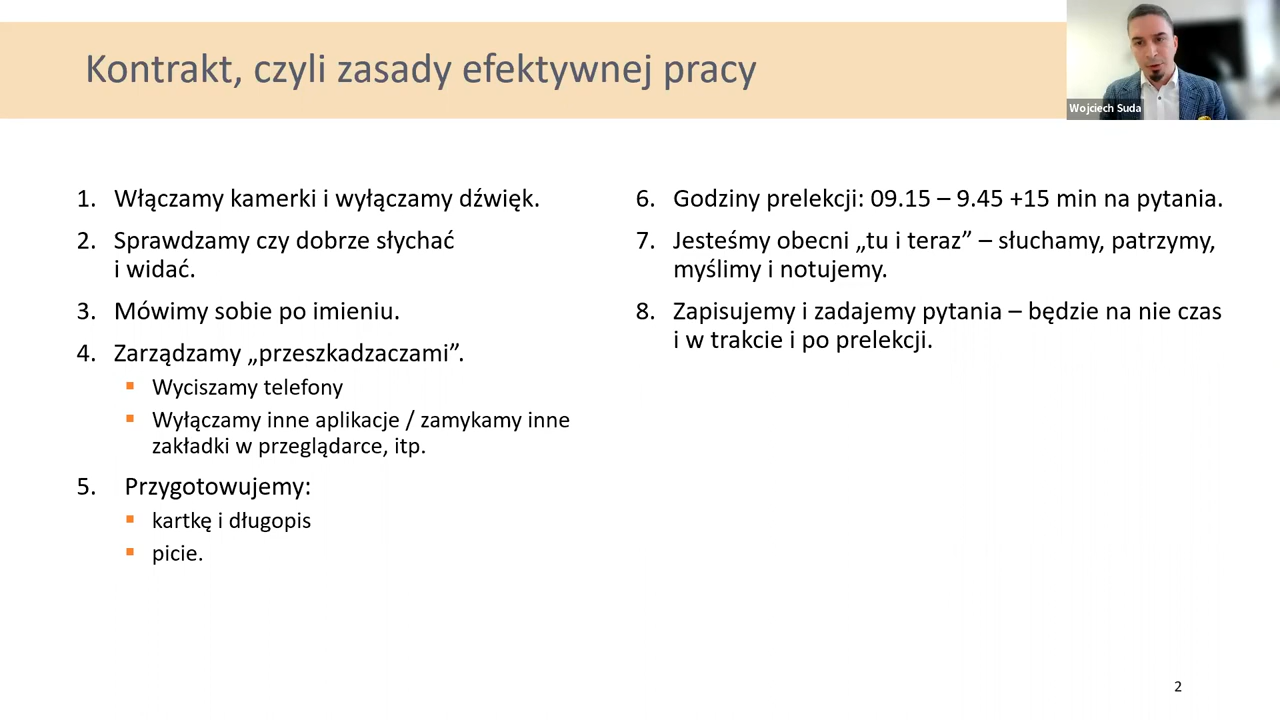 Kontrakt, czyli zasady efektywnej pracy
Wojciech Suda
1. Włączamy kamerki i wyłączamy dźwięk.
2. Sprawdzamy czy dobrze słychać
i widać.
3. Mówimy sobie po imieniu.
4. Zarządzamy „przeszkadzaczami”.
▪ Wyciszamy telefony
▪ Wyłączamy inne aplikacje / zamykamy inne
zakładki w przeglądarce, itp.
5. Przygotowujemy:
▪ kartkę i długopis
▪ picie.
6. Godziny prelekcji: 09.15 – 9.45 +15 min na pytania.
7. Jesteśmy obecni „tu i teraz” – słuchamy, patrzymy,
myślimy i notujemy.
8. Zapisujemy i zadajemy pytania – będzie na nie czas
i w trakcie i po prelekcji.
2